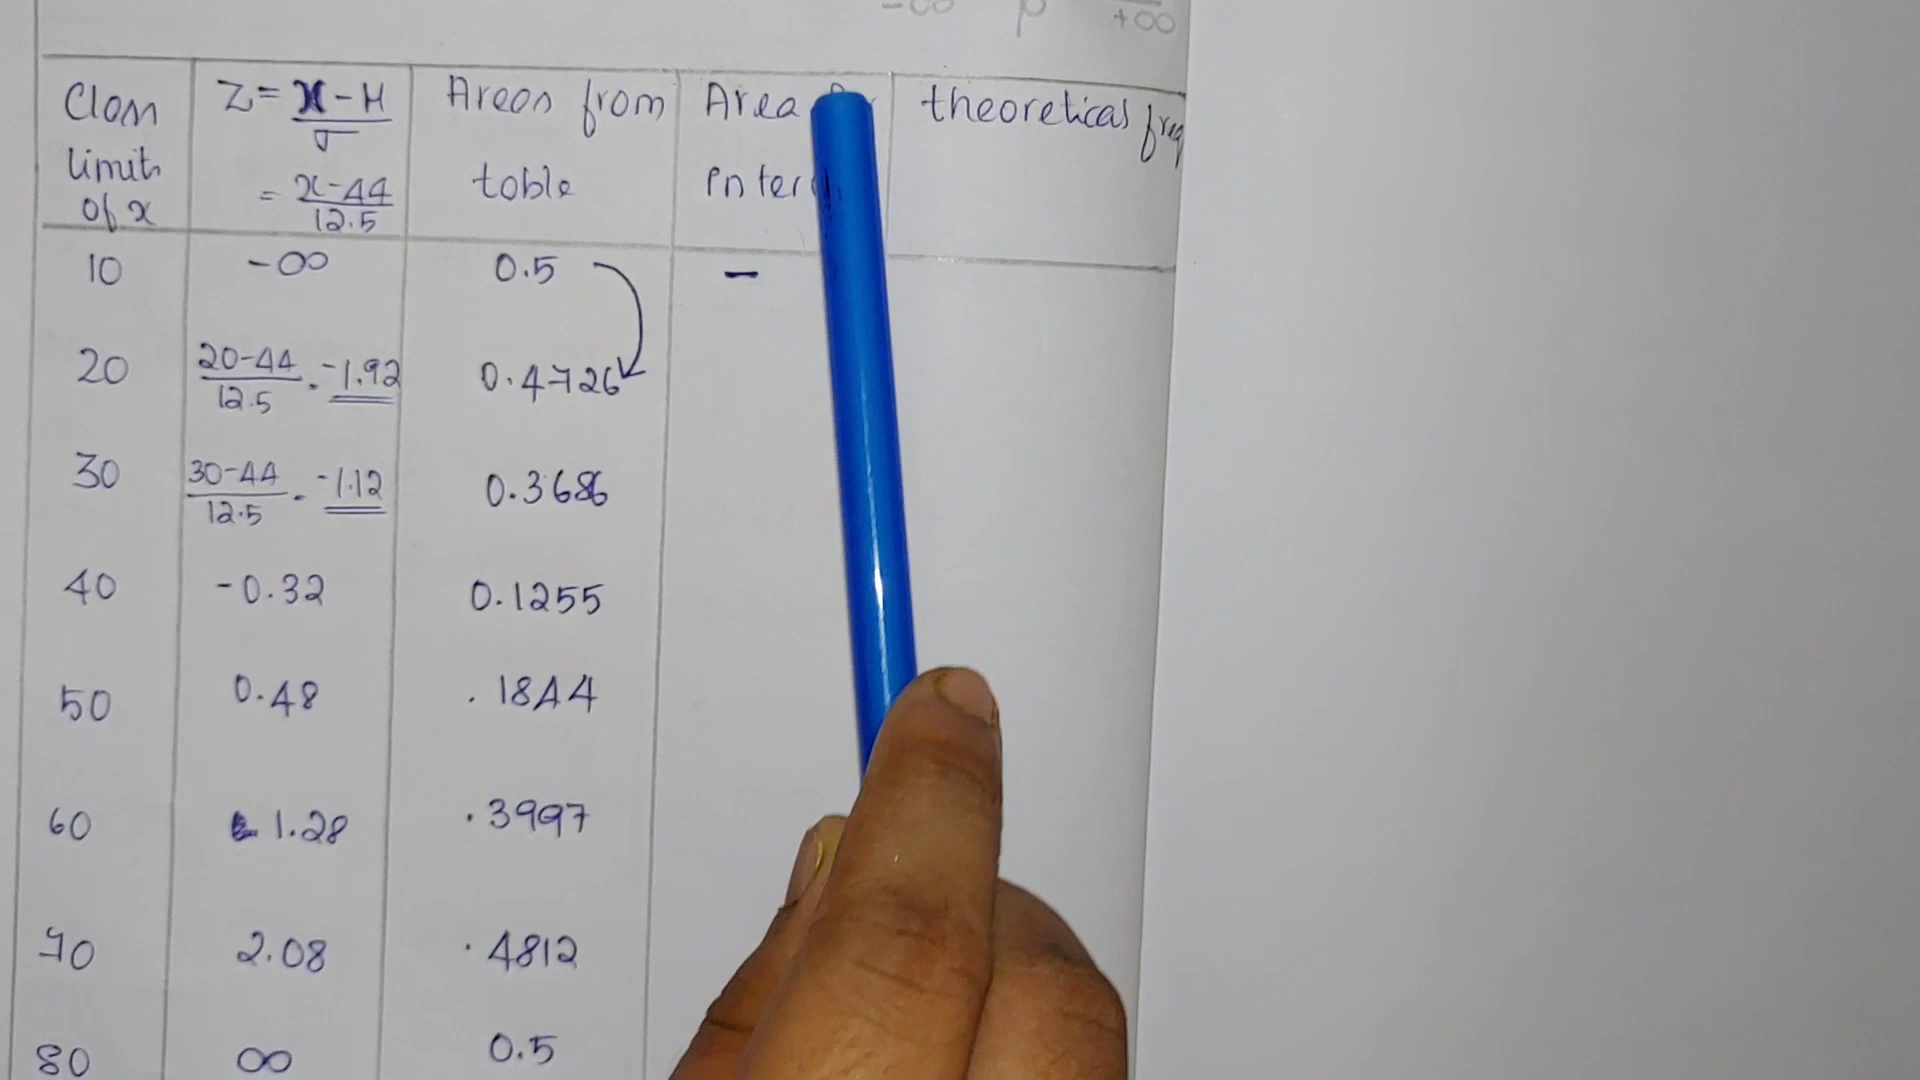 -∞ μ +∞
Class Z = x-μ/σ Areas from Area theoretical freq
limits = x-44/12.5 table Inter
of x
10 -∞ 0.5 -
20 20-44/12.5 = -1.92 0.4726
30 30-44/12.5 = -1.12 0.3686
40 -0.32 0.1255
50 0.48 .1844
60 1.28 .3997
70 2.08 .4812
80 ∞ 0.5